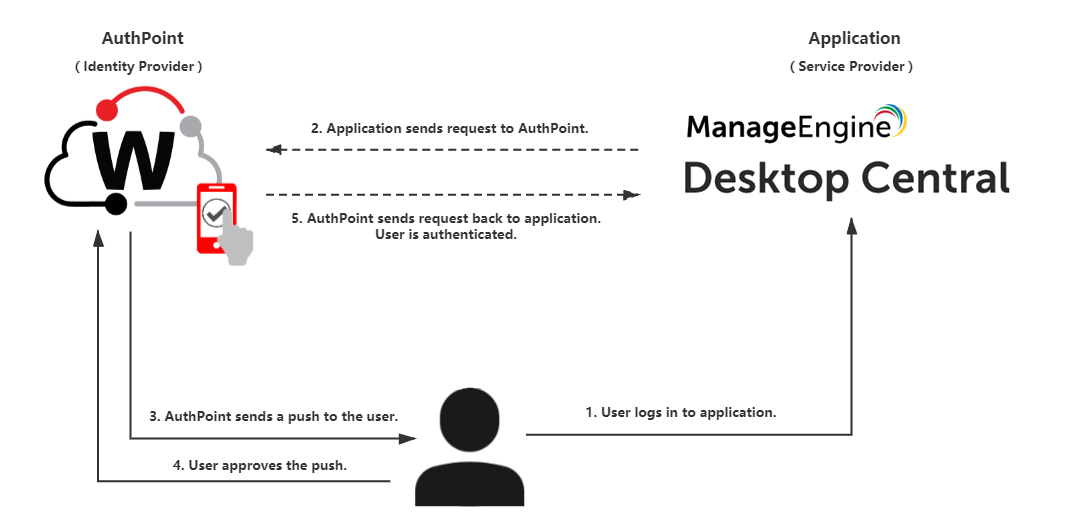 AuthPoint
( Identity Provider )
Application
( Service Provider )
W
ManageEngine
Desktop Central
2. Application sends request to AuthPoint.
5. AuthPoint sends request back to application.
User is authenticated.
3. AuthPoint sends a push to the user.
1. User logs in to application.
4. User approves the push.